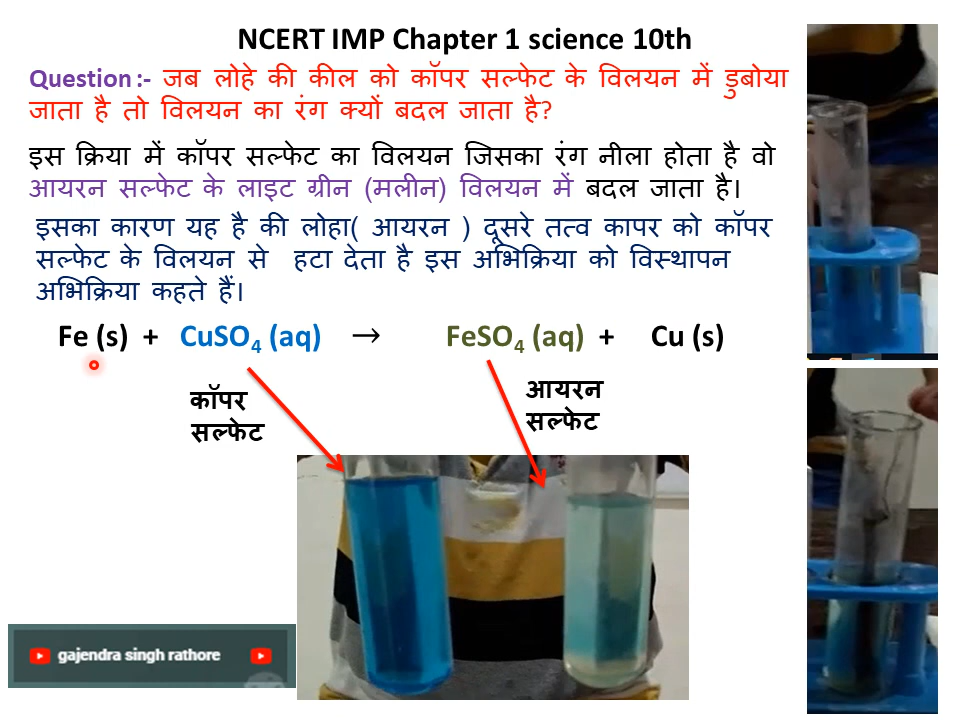 NCERT IMP Chapter 1 science 10th
Question :- जब लोहे की कील को कॉपर सल्फेट के विलयन में डुबोया
जाता है तो विलयन का रंग क्यों बदल जाता है?
इस क्रिया में कॉपर सल्फेट का विलयन जिसका रंग नीला होता है वो
आयरन सल्फेट के लाइट ग्रीन (मलीन) विलयन में बदल जाता है।
इसका कारण यह है की लोहा( आयरन ) दूसरे तत्व कापर को कॉपर
सल्फेट के विलयन से हटा देता है इस अभिक्रिया को विस्थापन
अभिक्रिया कहते हैं।
Fe (s) + CuSO₄ (aq) → FeSO₄ (aq) + Cu (s)
कॉपर
सल्फेट
आयरन
सल्फेट
gajendra singh rathore